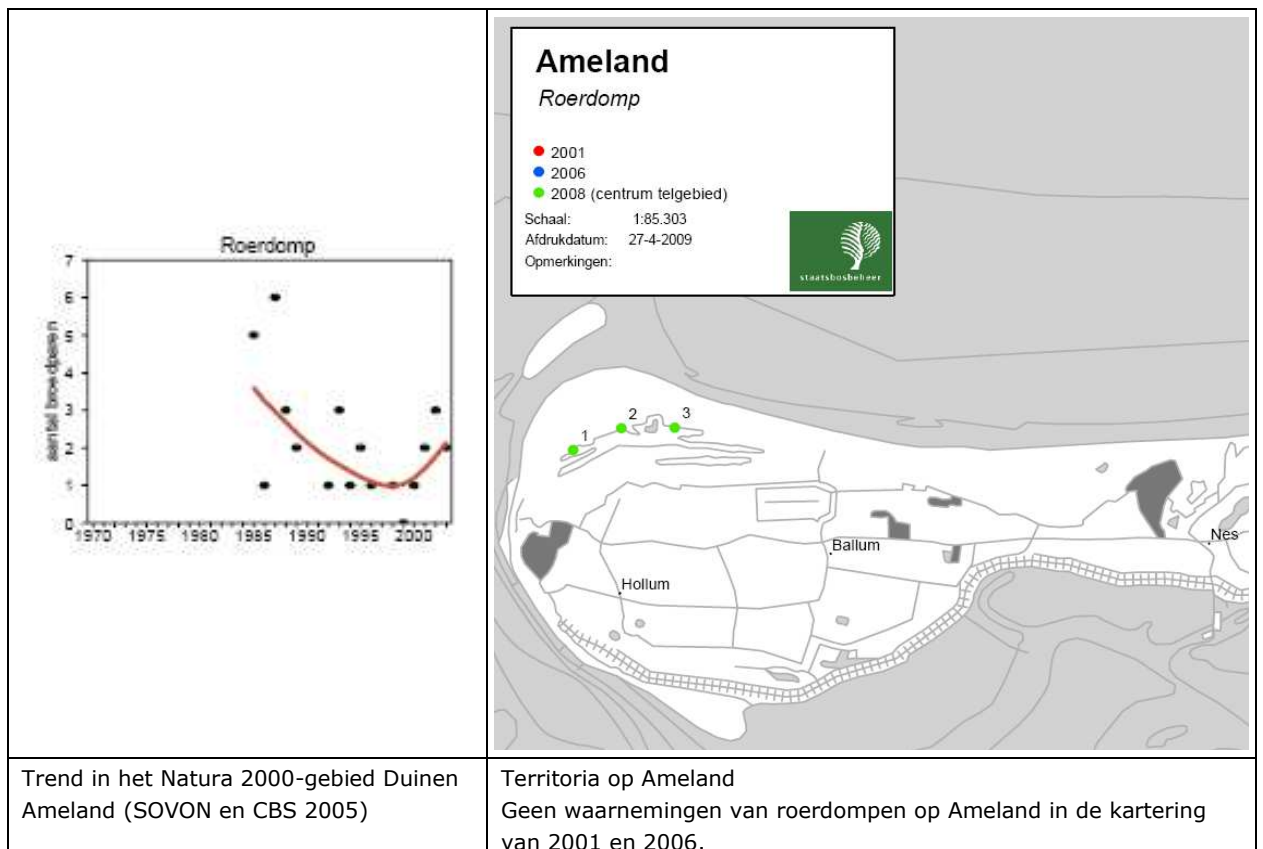 Roerdomp
aantal broedparen
7
6
5
4
3
2
1
0
1970 1975 1980 1985 1990 1995 2000
Ameland
Roerdomp
2001
2006
2008 (centrum telgebied)
Schaal: 1:85.303
Afdrukdatum: 27-4-2009
Opmerkingen:
staatsbosbeheer
1
2
3
Ballum
Nes
Hollum
Trend in het Natura 2000-gebied Duinen
Ameland (SOVON en CBS 2005)
Territoria op Ameland
Geen waarnemingen van roerdompen op Ameland in de kartering
van 2001 en 2006.